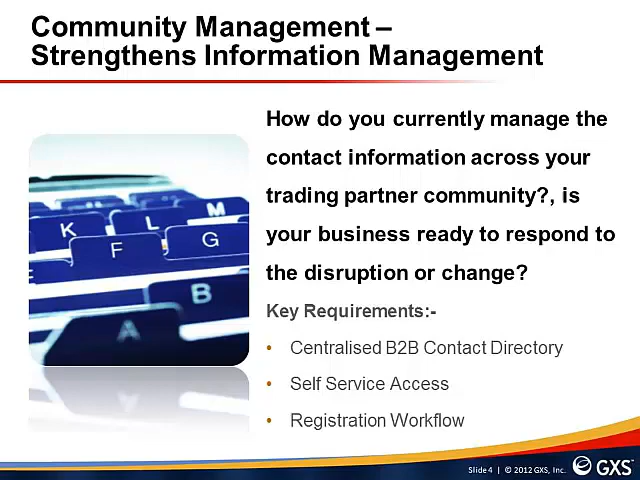 Community Management –
Strengthens Information Management
How do you currently manage the
contact information across your
trading partner community?, is
your business ready to respond to
the disruption or change?
Key Requirements:-
• Centralised B2B Contact Directory
• Self Service Access
• Registration Workflow
K
L
M
F
G
E
B
A
Slide 4 | © 2012 GXS, Inc.
GXS™